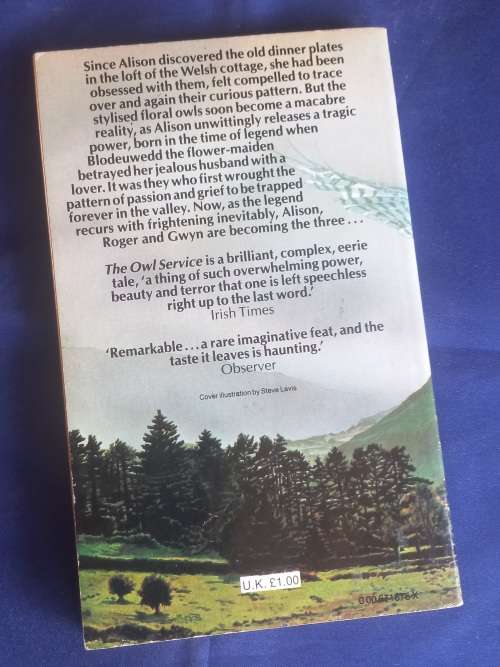 Since Alison discovered the old dinner plates
in the loft of the Welsh cottage, she had been
obsessed with them, felt compelled to trace
over and again their curious pattern. But the
stylised floral owls soon become a macabre
reality, as Alison unwittingly releases a tragic
power, born in the time of legend when
Blodeuwedd the flower-maiden
betrayed her jealous husband with a
lover. It was they who first wrought the
pattern of passion and grief to be trapped
forever in the valley. Now, as the legend
recurs with frightening inevitably, Alison,
Roger and Gwyn are becoming the three . . .
The Owl Service is a brilliant, complex, eerie
tale, ‘a thing of such overwhelming power,
beauty and terror that one is left speechless
right up to the last word.’
Irish Times
‘Remarkable . . . a rare imaginative feat, and the
taste it leaves is haunting.’
Observer
Cover illustration by Steve Lavis
U.K. £1.00